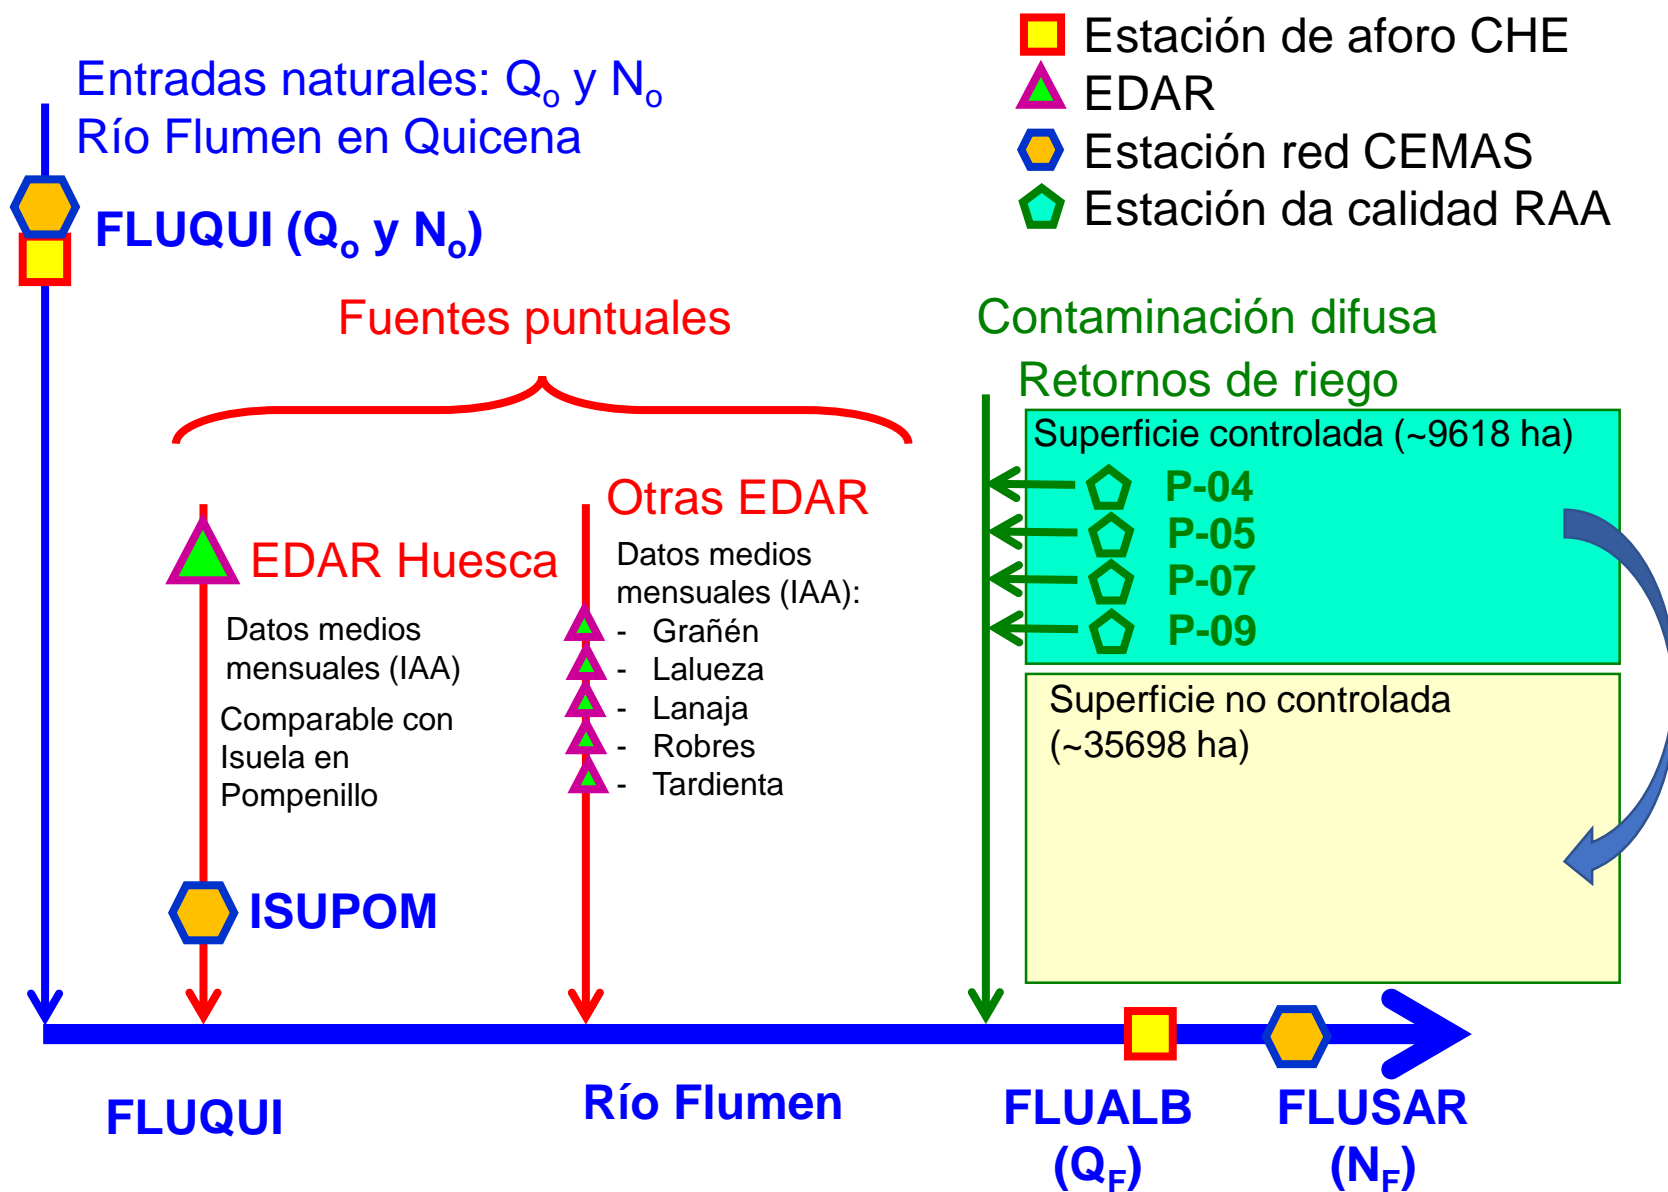 Estación de aforo CHE
EDAR
Estación red CEMAS
Estación da calidad RAA
Entradas naturales: Qo y No
Río Flumen en Quicena
FLUQUI (Qo y No)
Fuentes puntuales
EDAR Huesca
Datos medios
mensuales (IAA)
Comparable con
Isuela en
Pompenillo
ISUPOM
Otras EDAR
Datos medios
mensuales (IAA):
- Grañén
- Lalueza
- Lanaja
- Robres
- Tardienta
Contaminación difusa
Retornos de riego
Superficie controlada (~9618 ha)
P-04
P-05
P-07
P-09
Superficie no controlada
(~35698 ha)
FLUQUI
Río Flumen
FLUALB
(QF)
FLUSAR
(NF)